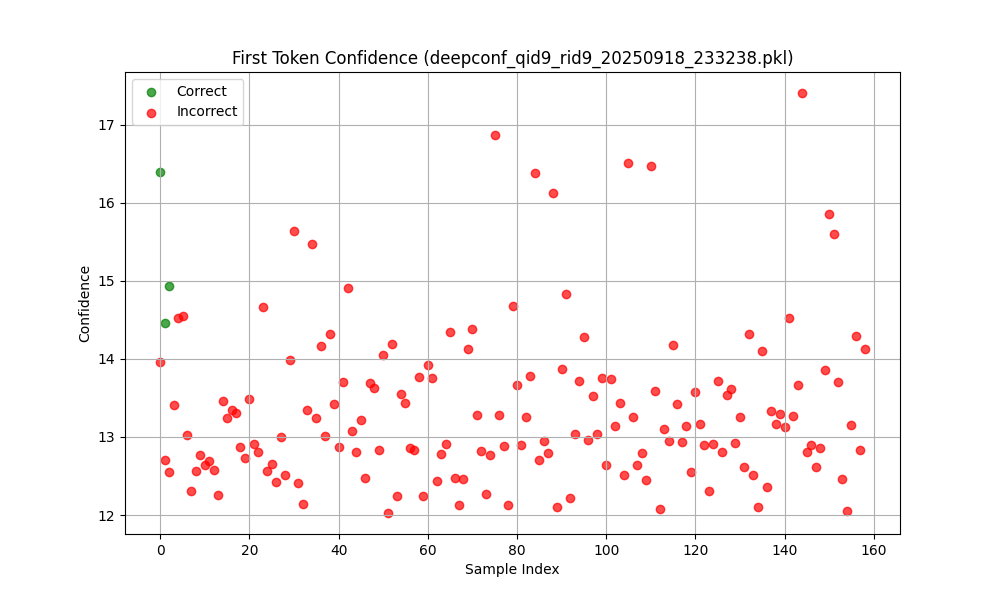 First Token Confidence (deepconf_qid9_rid9_20250918_233238.pkl)
Correct
Incorrect
17
16
15
14
13
12
Confidence
0 20 40 60 80 100 120 140 160
Sample Index